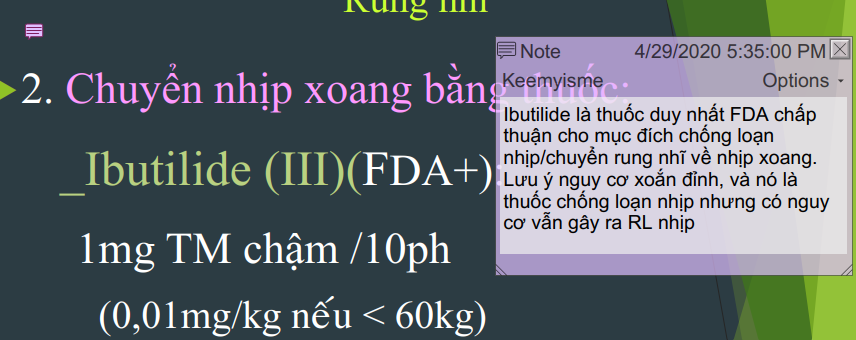 Rung nhĩ
2. Chuyển nhịp xoang bằng thuốc:
_Ibutilide (III)(FDA+):
1mg TM chậm /10ph
(0,01mg/kg nếu < 60kg)
Note 4/29/2020 5:35:00 PM
Keemyisme Options
Ibutilide là thuốc duy nhất FDA chấp
thuận cho mục đích chống loạn
nhịp/chuyển rung nhĩ về nhịp xoang.
Lưu ý nguy cơ xoắn đỉnh, và nó là
thuốc chống loạn nhịp nhưng có nguy
cơ vẫn gây ra RL nhịp